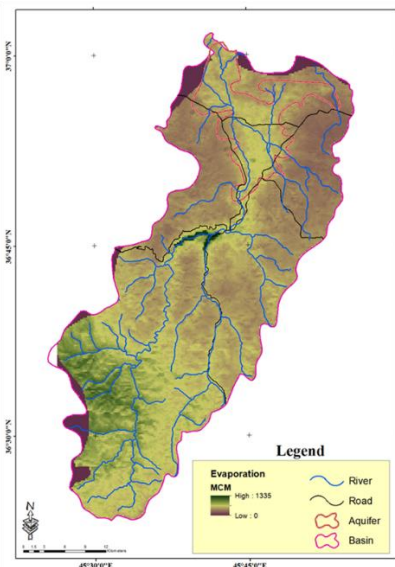 37°0'0"N
36°45'0"N
36°30'0"N
45°30'0"E
45°45'0"E
N
Legend
Evaporation
MCM
High : 1335
Low : 0
River
Road
Aquifer
Basin